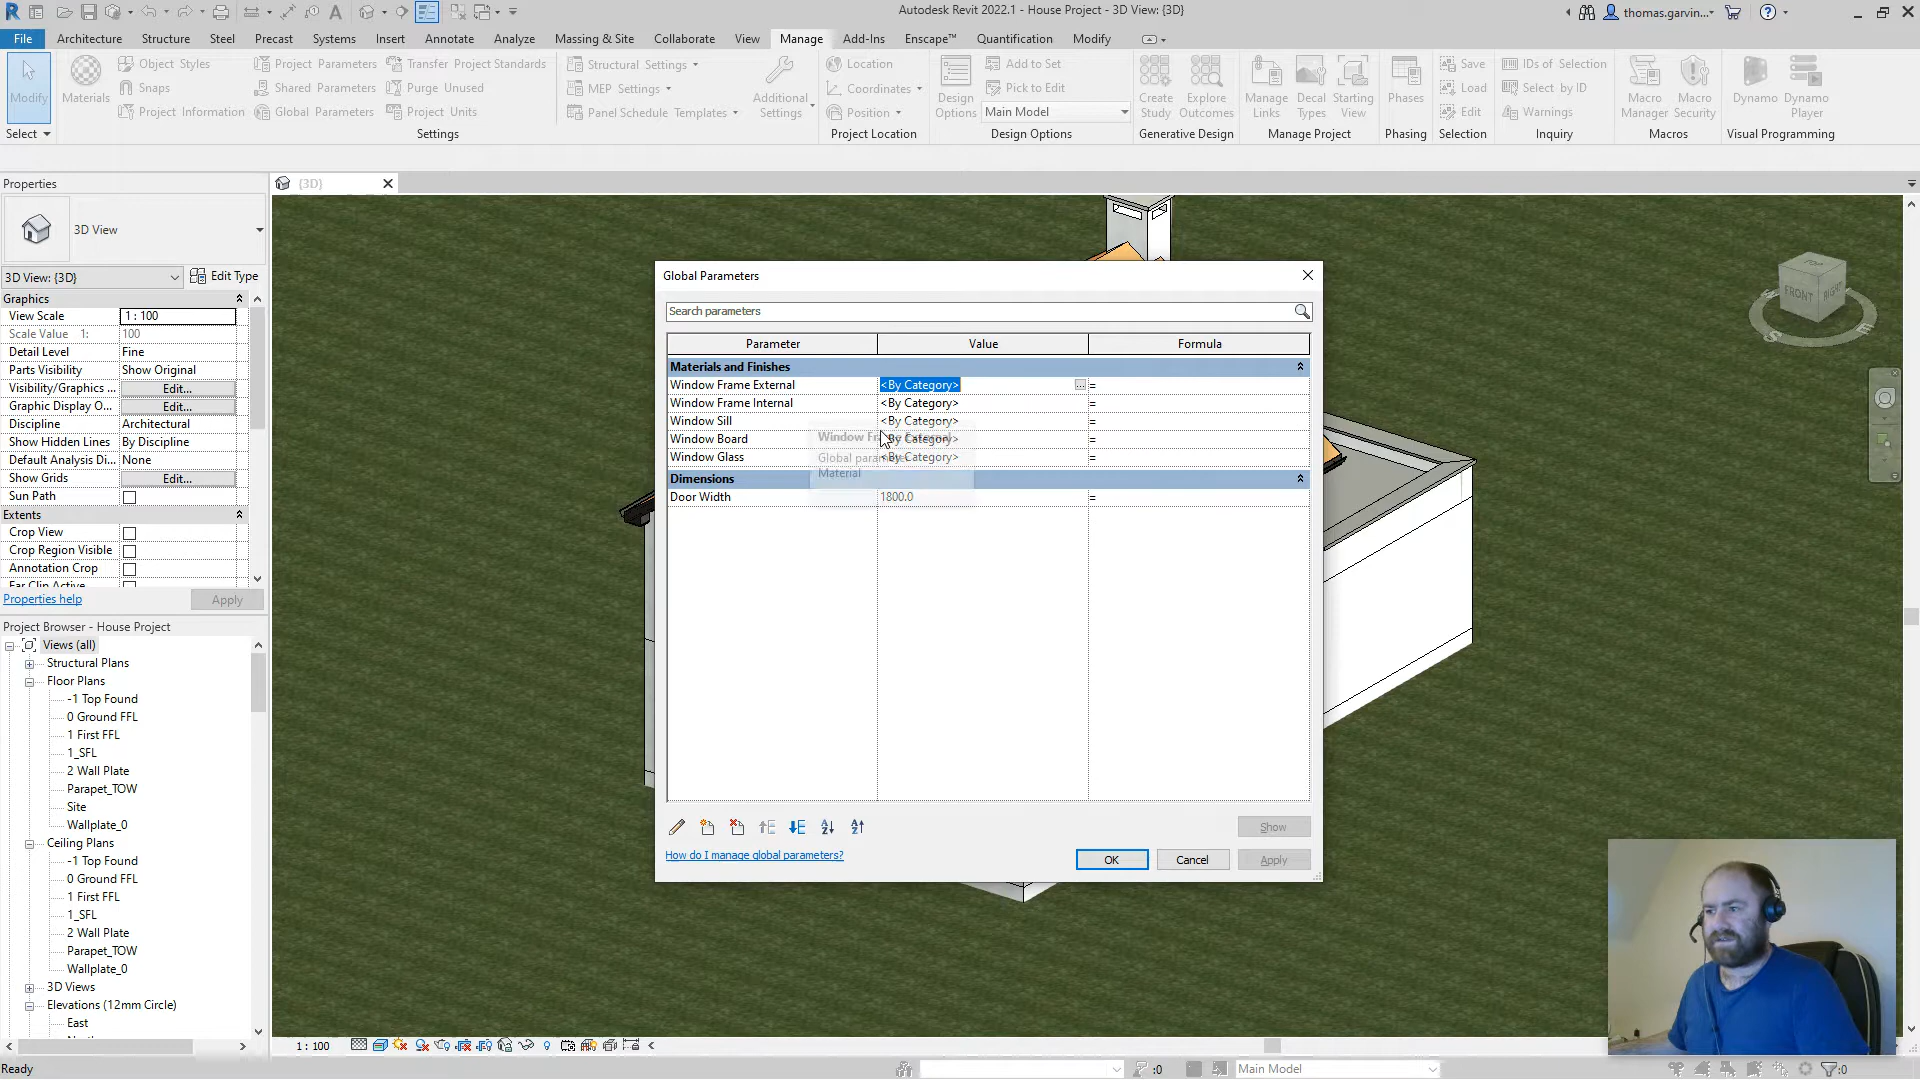 Autodesk Revit 2022.1 - House Project - 3D View: {3D}
thomas.garvin...
File
Architecture
Structure
Steel
Precast
Systems
Insert
Annotate
Analyze
Massing & Site
Collaborate
View
Manage
Add-Ins
Enscape™
Quantification
Modify
Modify
Select
Materials
Object Styles
Snaps
Project Information
Project Parameters
Shared Parameters
Global Parameters
Transfer Project Standards
Purge Unused
Project Units
Settings
Structural Settings
MEP Settings
Panel Schedule Templates
Additional
Settings
Location
Coordinates
Position
Project Location
Design
Options
Add to Set
Pick to Edit
Main Model
Design Options
Create
Study
Explore
Outcomes
Generative Design
Manage
Links
Decal
Types
Starting
View
Manage Project
Phases
Phasing
Save
Load
Edit
Selection
IDs of Selection
Select by ID
Warnings
Inquiry
Macro
Manager
Macro
Security
Macros
Dynamo
Dynamo
Player
Visual Programming
Properties
3D View
3D View: {3D}
Edit Type
Graphics
View Scale
1 : 100
Scale Value 1:
100
Detail Level
Fine
Parts Visibility
Show Original
Visibility/Graphics ...
Edit...
Graphic Display O...
Edit...
Discipline
Architectural
Show Hidden Lines
By Discipline
Default Analysis Di...
None
Show Grids
Edit...
Sun Path
Extents
Crop View
Crop Region Visible
Annotation Crop
Far Clip Active
Properties help
Apply
Project Browser - House Project
Views (all)
Structural Plans
Floor Plans
-1 Top Found
0 Ground FFL
1 First FFL
1_SFL
2 Wall Plate
Parapet_TOW
Site
Wallplate_0
Ceiling Plans
-1 Top Found
0 Ground FFL
1 First FFL
1_SFL
2 Wall Plate
Parapet_TOW
Wallplate_0
3D Views
Elevations (12mm Circle)
East
{3D}
TOP
FRONT
RIGHT
S
E
Global Parameters
Search parameters
Parameter
Value
Formula
Materials and Finishes
Window Frame External
<By Category>
=
Window Frame Internal
<By Category>
=
Window Sill
<By Category>
=
Window Board
<By Category>
=
Window Glass
<By Category>
=
Window Frame External
Global parameter
Material
Dimensions
Door Width
1800.0
=
Show
How do I manage global parameters?
OK
Cancel
Apply
1 : 100
Ready
:0
Main Model
:0